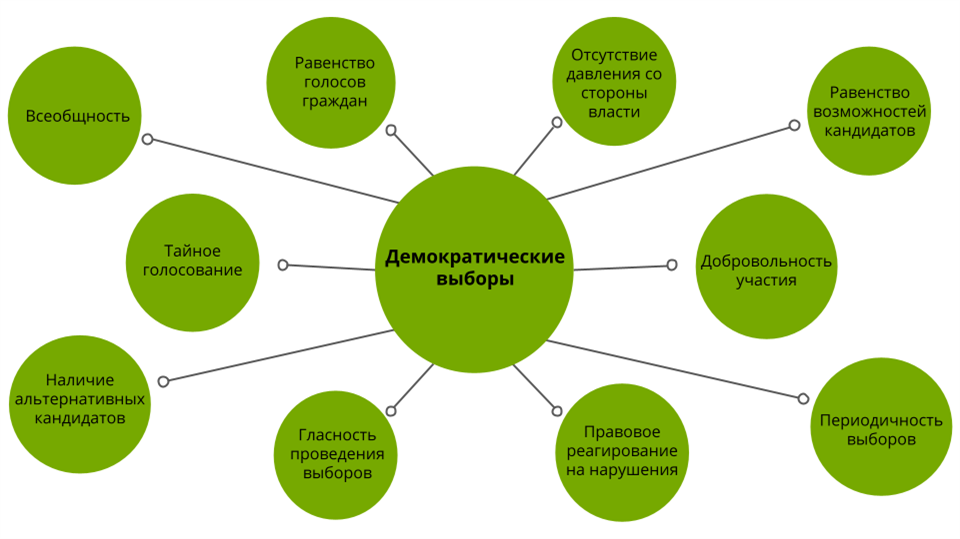 Всеобщность
Равенство
голосов
граждан
Отсутствие
давления со
стороны
власти
Равенство
возможностей
кандидатов
Тайное
голосование
Демократические
выборы
Добровольность
участия
Наличие
альтернативных
кандидатов
Гласность
проведения
выборов
Правовое
реагирование
на нарушения
Периодичность
выборов